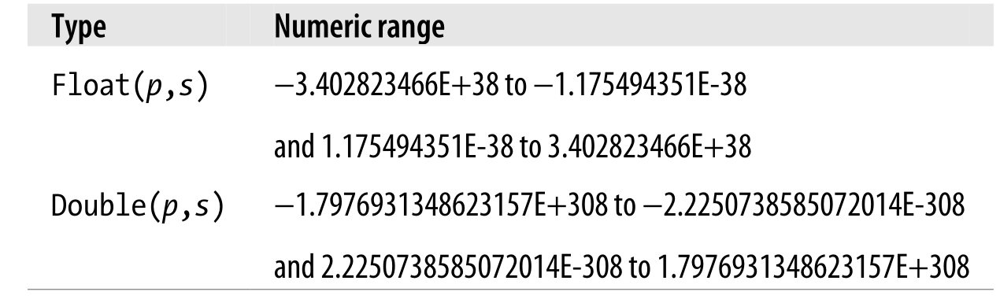 Type Numeric range
Float(p,s) −3.402823466E+38 to −1.175494351E-38
and 1.175494351E-38 to 3.402823466E+38
Double(p,s) −1.7976931348623157E+308 to −2.2250738585072014E-308
and 2.2250738585072014E-308 to 1.7976931348623157E+308